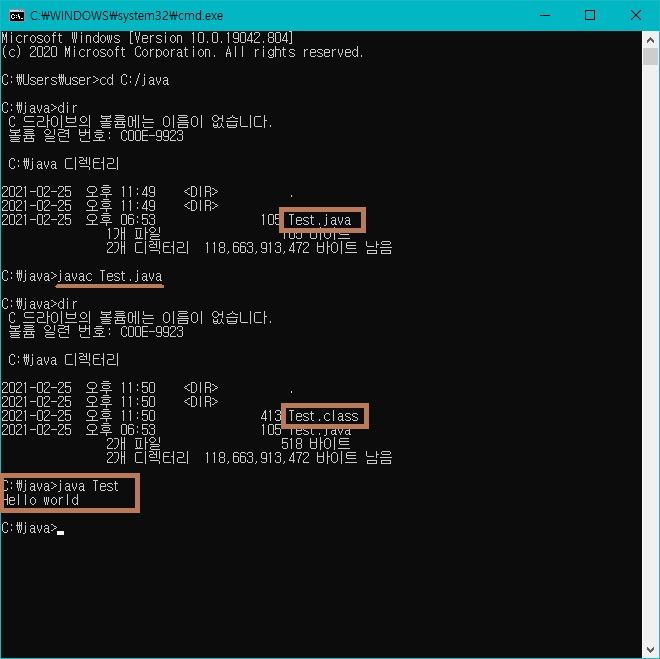 C:₩WINDOWS₩system32₩cmd.exe
Microsoft Windows [Version 10.0.19042.804]
(c) 2020 Microsoft Corporation. All rights reserved.
C:₩Users₩user>cd C:/java
C:₩java>dir
C 드라이브의 볼륨에는 이름이 없습니다.
볼륨 일련 번호: C00E-9923
C:₩java 디렉터리
2021-02-25 오후 11:49 <DIR> .
2021-02-25 오후 11:49 <DIR>
2021-02-25 오후 06:53 105 Test.java
1개 파일 105 바이트
2개 디렉터리 118,663,913,472 바이트 남음
C:₩java>javac Test.java
C:₩java>dir
C 드라이브의 볼륨에는 이름이 없습니다.
볼륨 일련 번호: C00E-9923
C:₩java 디렉터리
2021-02-25 오후 11:50 <DIR> .
2021-02-25 오후 11:50 <DIR>
2021-02-25 오후 11:50 413 Test.class
2021-02-25 오후 06:53 105 Test.java
2개 파일 518 바이트
2개 디렉터리 118,663,913,472 바이트 남음
C:₩java>java Test
Hello world
C:₩java>